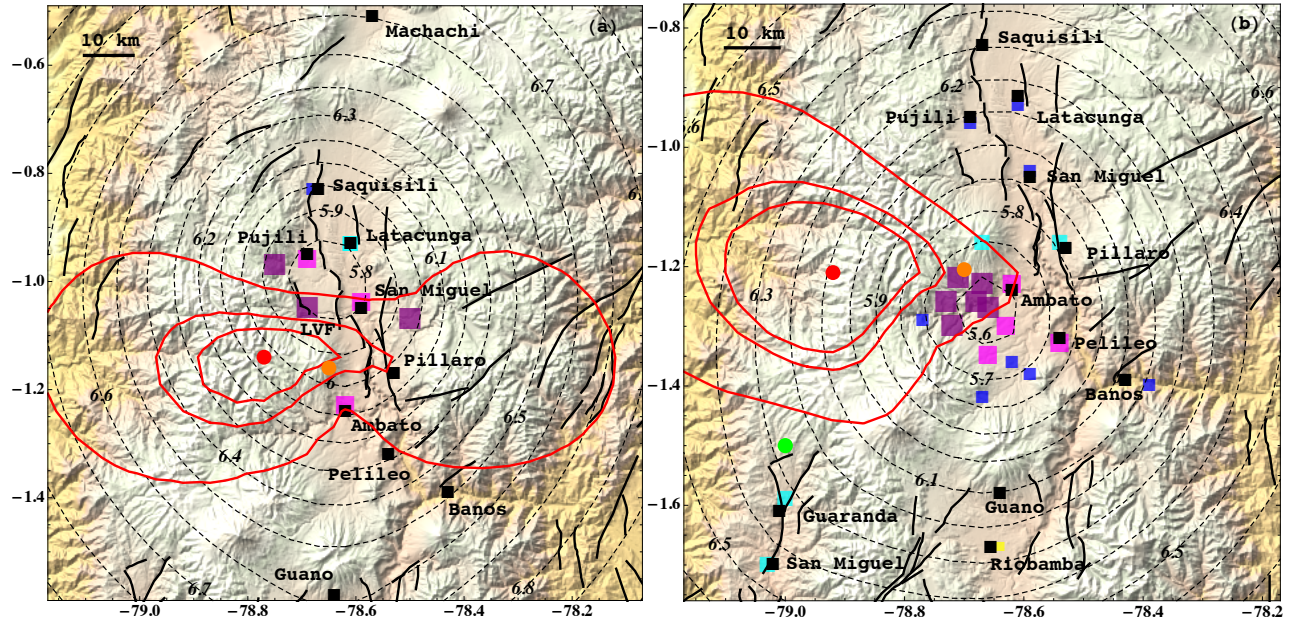 (a)
10 km
Machachi
6.7
−0.6
6.3
−0.8
Saquisili
5.9
6.2
Pujili
Latacunga
5.8
6.1
−1.0
San Miguel
LVF
Pillaro
6
−1.2
6.6
Ambato
6.5
6.4
Pelileo
−1.4
Banos
Guano
6.7
6.8
−79.0
−78.8
−78.6
−78.4
−78.2
−0.8
(b)
10 km
Saquisili
6.5
6.2
6.6
Pujili
Latacunga
6.6
−1.0
San Miguel
6.4
5.8
Pillaro
−1.2
6.3
5.9
Ambato
5.6
Pelileo
5.7
−1.4
Banos
6.1
Guano
−1.6
Guaranda
6.5
6.5
San Miguel
Riobamba
−79.0
−78.8
−78.6
−78.4
−78.2